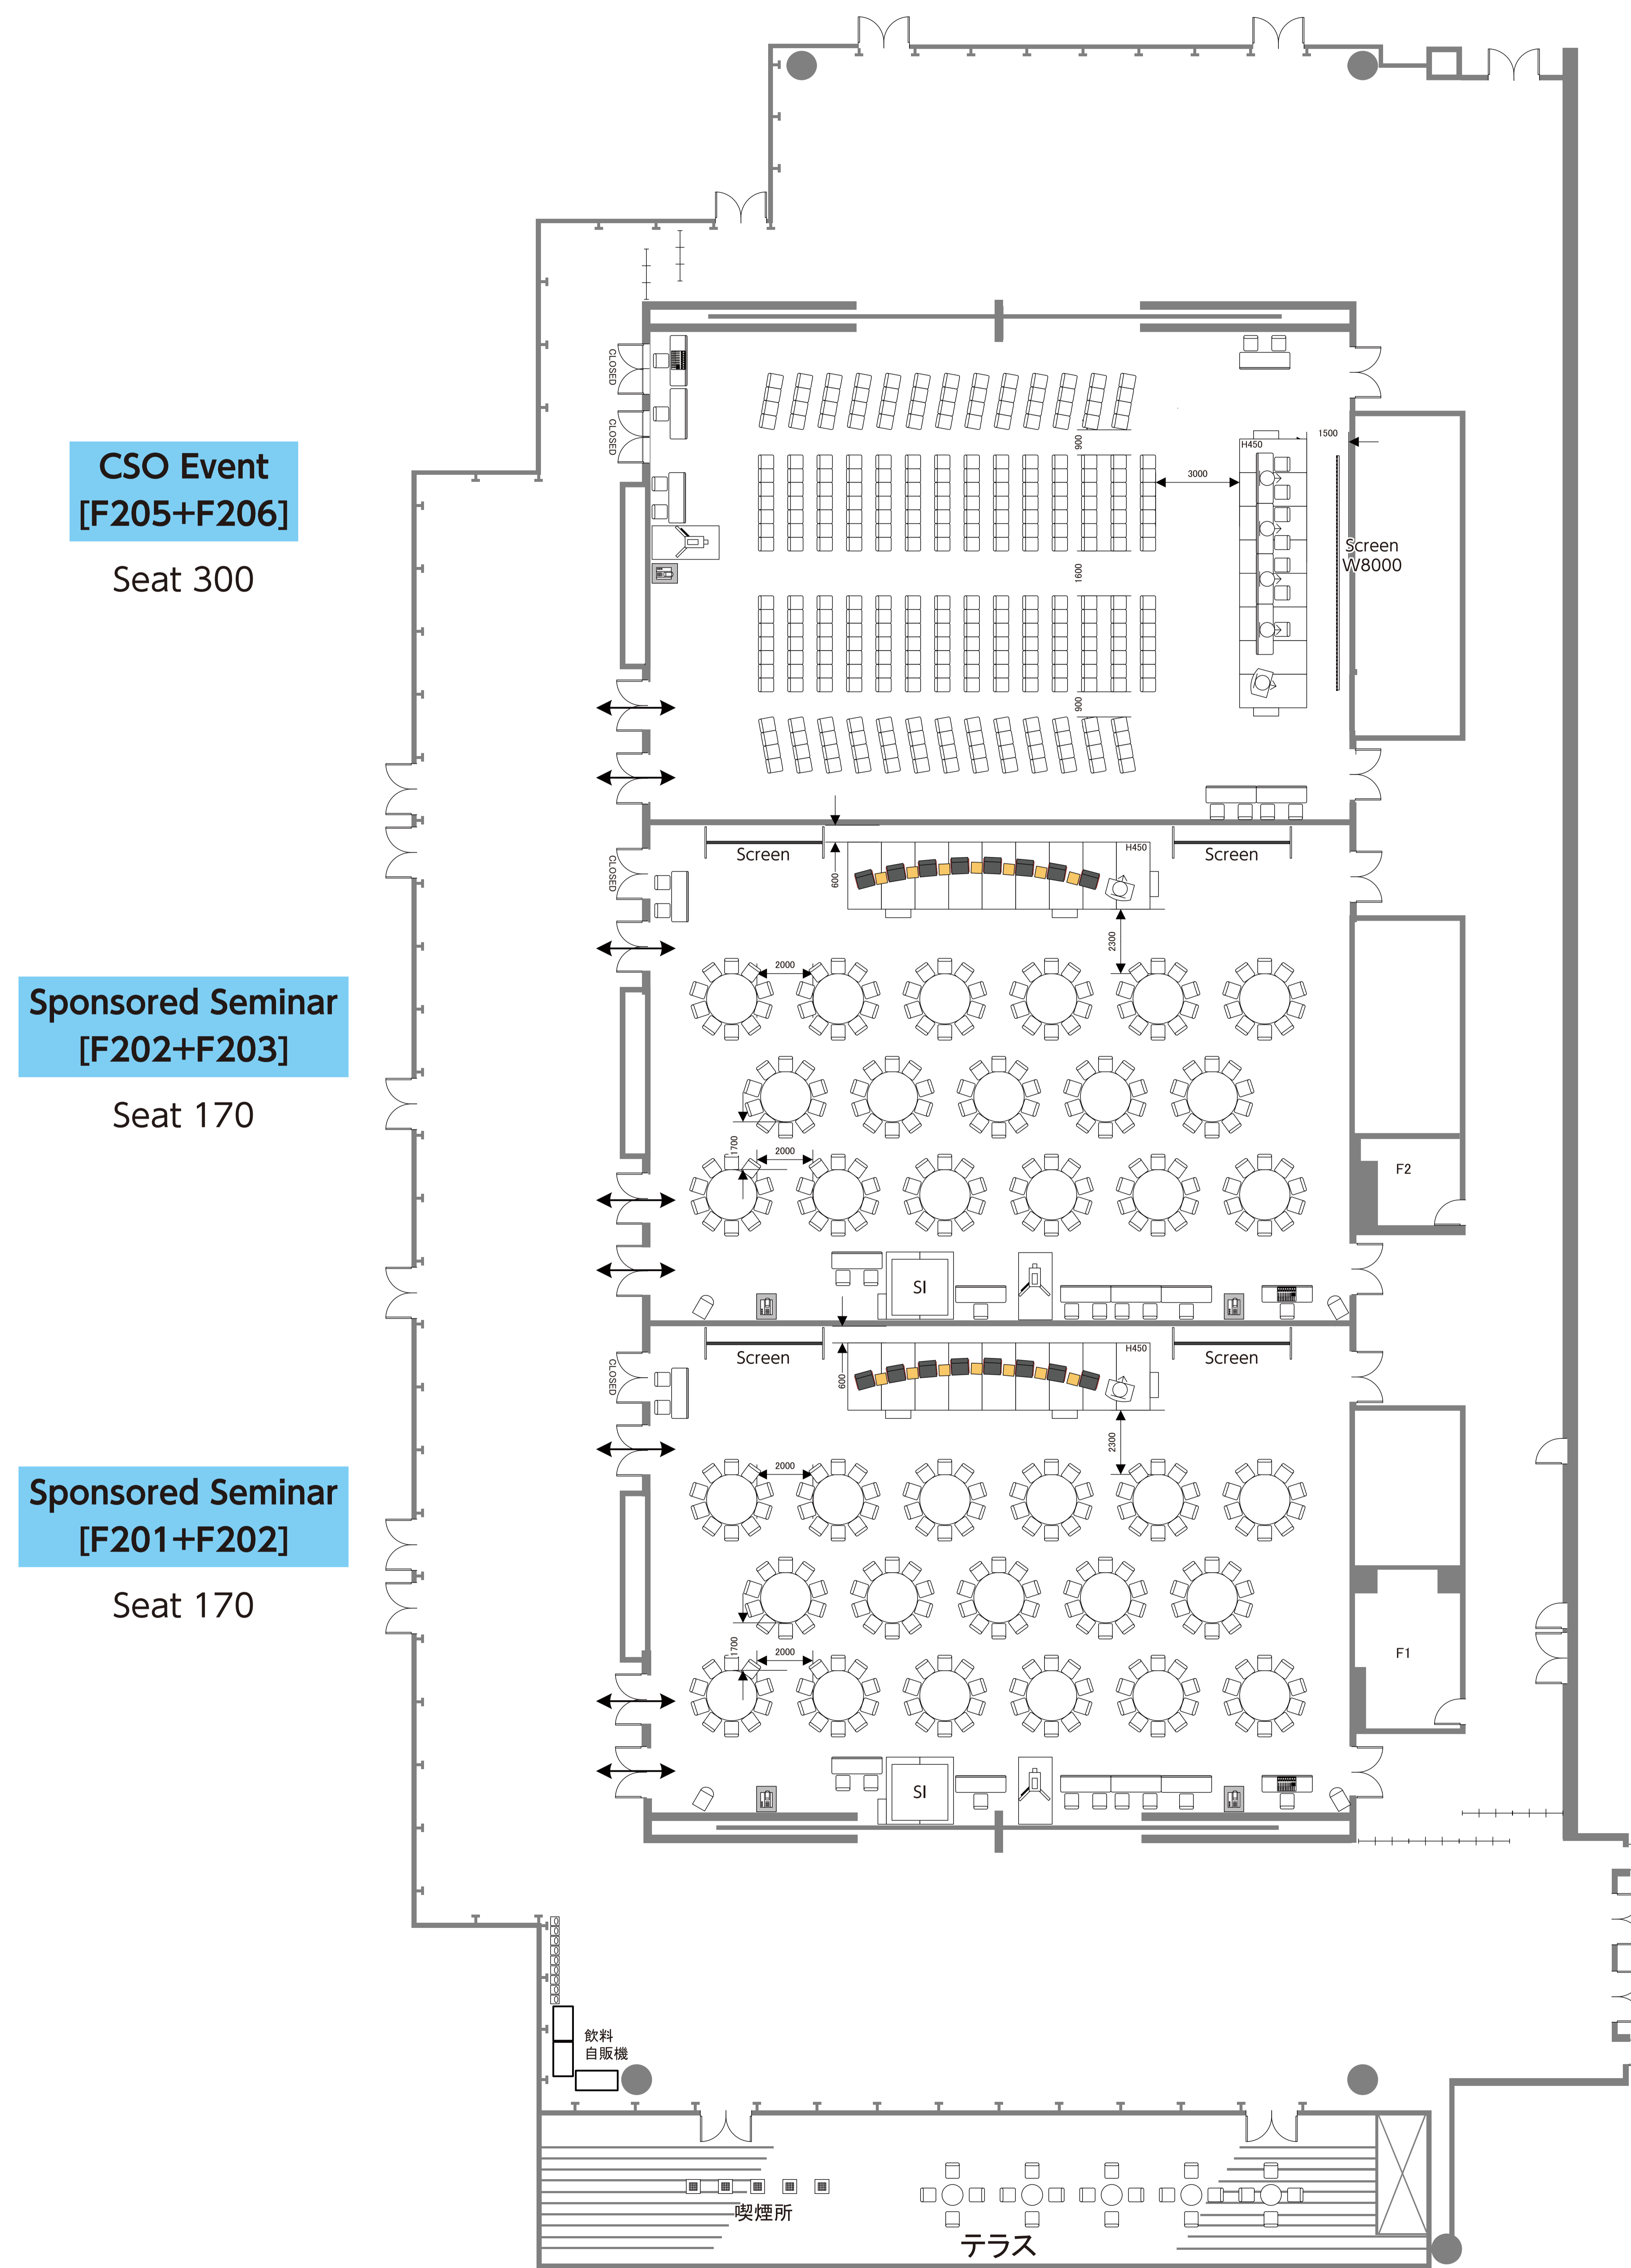 CLOSED
CLOSED
CSO Event
[F205+F206]
Seat 300
900
H450
1500
3000
Screen
W8000
1600
900
Screen
Screen
H450
600
CLOSED
2300
2000
Sponsored Seminar
[F202+F203]
Seat 170
1700
2000
F2
SI
Screen
Screen
H450
600
CLOSED
2300
2000
Sponsored Seminar
[F201+F202]
Seat 170
1700
2000
F1
SI
飲料
自販機
喫煙所
テラス